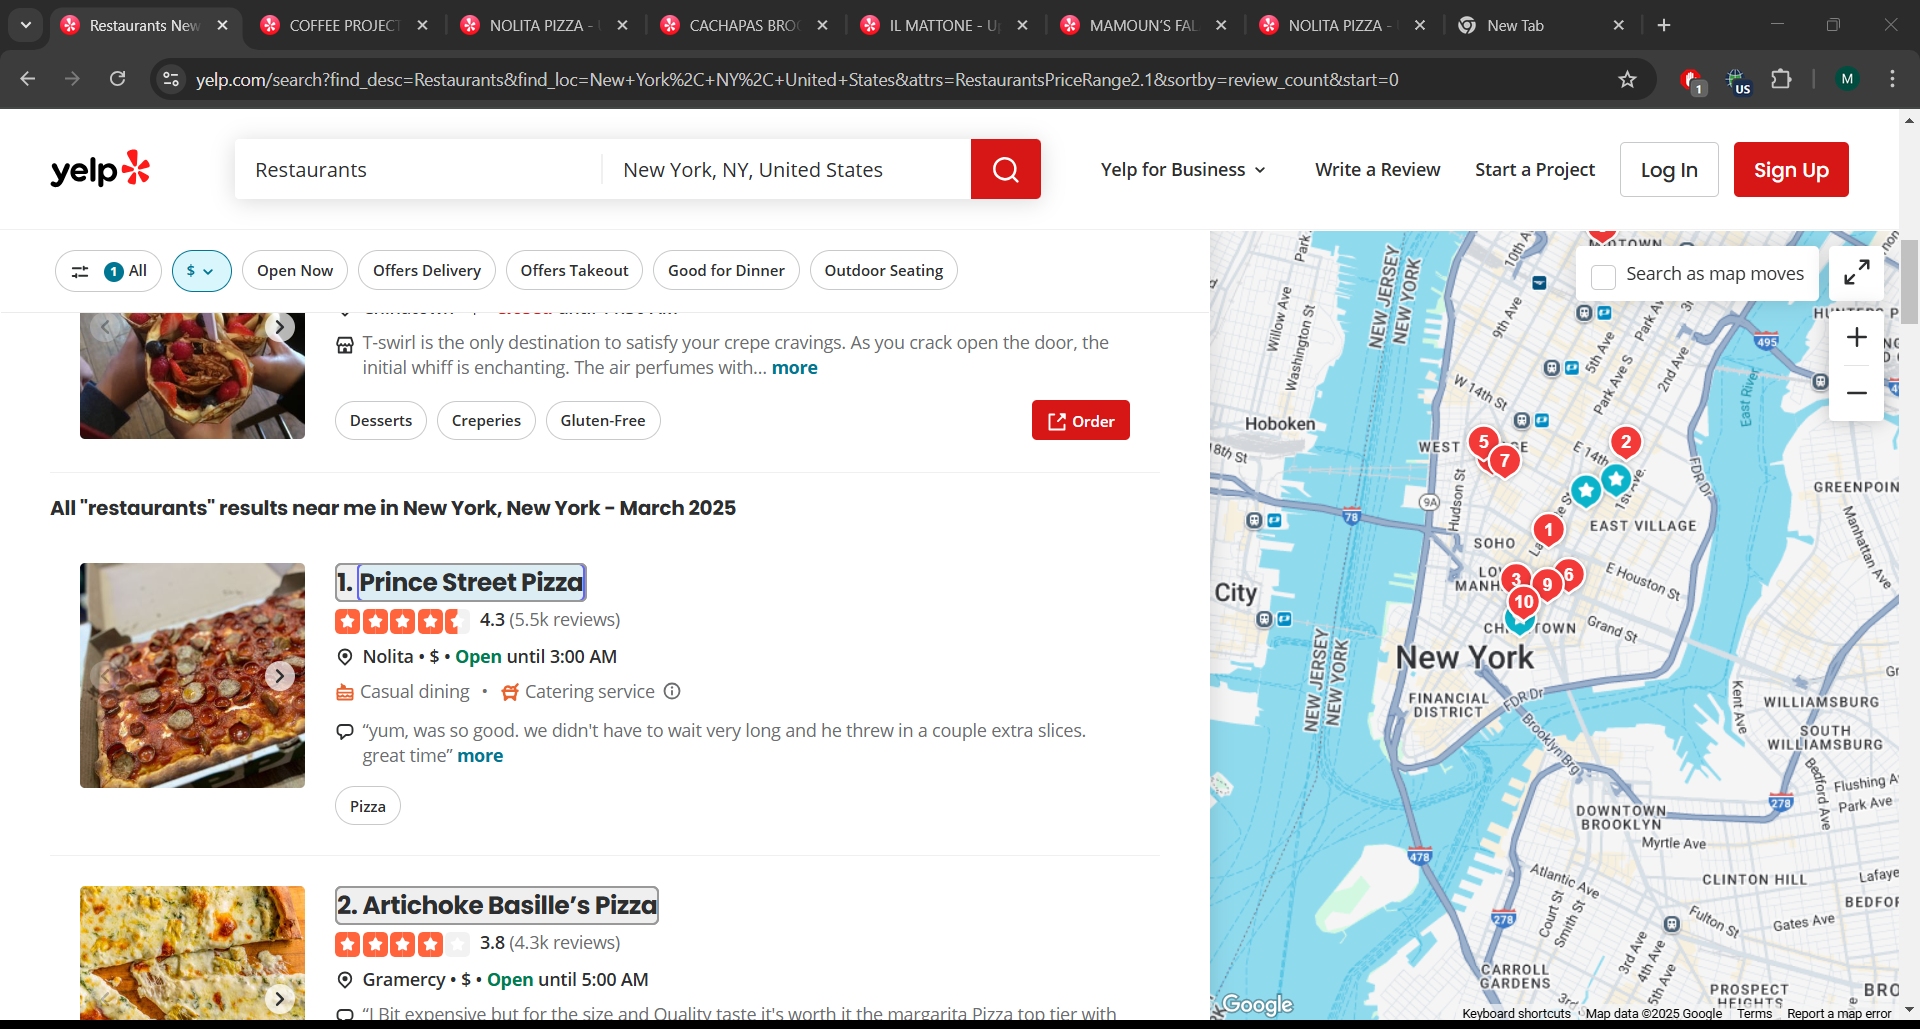 Restaurants New
COFFEE PROJECT
NOLITA PIZZA -
CACHAPAS BRO
IL MATTONE - U
MAMOUN'S FAL
NOLITA PIZZA -
New Tab
yelp.com/search?find_desc=Restaurants&find_loc=New+York%2C+NY%2C+United+States&attrs=RestaurantsPriceRange2.1&sortby=review_count&start=0
1
US
M
yelp
Restaurants
New York, NY, United States
Yelp for Business
Write a Review
Start a Project
Log In
Sign Up
1 All
$
Open Now
Offers Delivery
Offers Takeout
Good for Dinner
Outdoor Seating
T-swirl is the only destination to satisfy your crepe cravings. As you crack open the door, the
initial whiff is enchanting. The air perfumes with... more
Desserts
Creperies
Gluten-Free
Order
All "restaurants" results near me in New York, New York - March 2025
1. Prince Street Pizza
4.3 (5.5k reviews)
Nolita • $ • Open until 3:00 AM
Casual dining • Catering service
“yum, was so good. we didn't have to wait very long and he threw in a couple extra slices.
great time” more
Pizza
2. Artichoke Basille’s Pizza
3.8 (4.3k reviews)
Gramercy • $ • Open until 5:00 AM
“I Bit expensive but for the size and Quality taste it's worth it the margarita Pizza top tier with
Search as map moves
MIDTOWN
10th A
Park
NEW JERSEY
NEW YORK
Willow Ave
Washington St
9th Ave
5th Ave
Park Av
Park Ave S
2nd Ave
495
W 14th St
East River
Hoboken
18th St
WEST
5
7
2
E 14th
1st Ave
FDR Dr
GREENPOIN
9A
Hudson St
78
1
EAST VILLAGE
SOHO
Manhattan Ave
3
9
6
10
E Houston St
City
Grand St
New York
NEW JERSEY
NEW YORK
FINANCIAL
DISTRICT
FDR Dr
Brooklyn Brg
Kent Ave
WILLIAMSBURG
SOUTH
WILLIAMSBURG
Bedford Ave
Flushing A
278
Park Ave
DOWNTOWN
BROOKLYN
Myrtle Ave
478
Atlantic Ave
CLINTON HILL
Lafaye
278
Court St
Smith St
Fulton St
Gates Ave
BEDFOR
3rd Ave
4th Ave
5th Ave
CARROLL
GARDENS
3rd
PROSPECT
HEIGHTS
BRO
Google
Keyboard shortcuts
Map data ©2025 Google
Terms
Report a map error